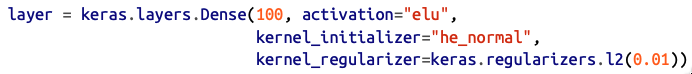 layer = keras.layers.Dense(100, activation="elu",
                           kernel_initializer="he_normal",
                           kernel_regularizer=keras.regularizers.l2(0.01))